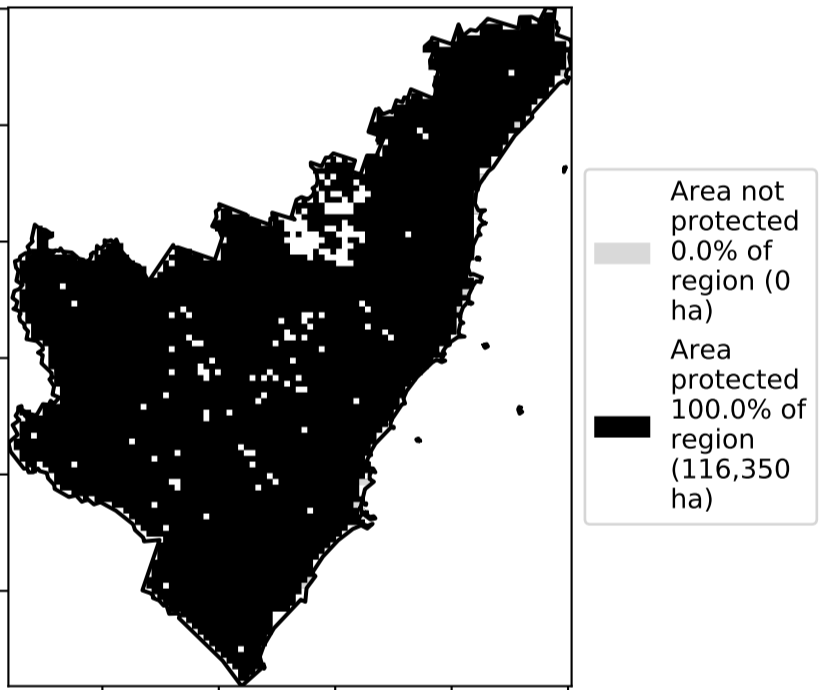 Area not
protected
0.0% of
region (0
ha)
Area
protected
100.0% of
region
(116,350
ha)